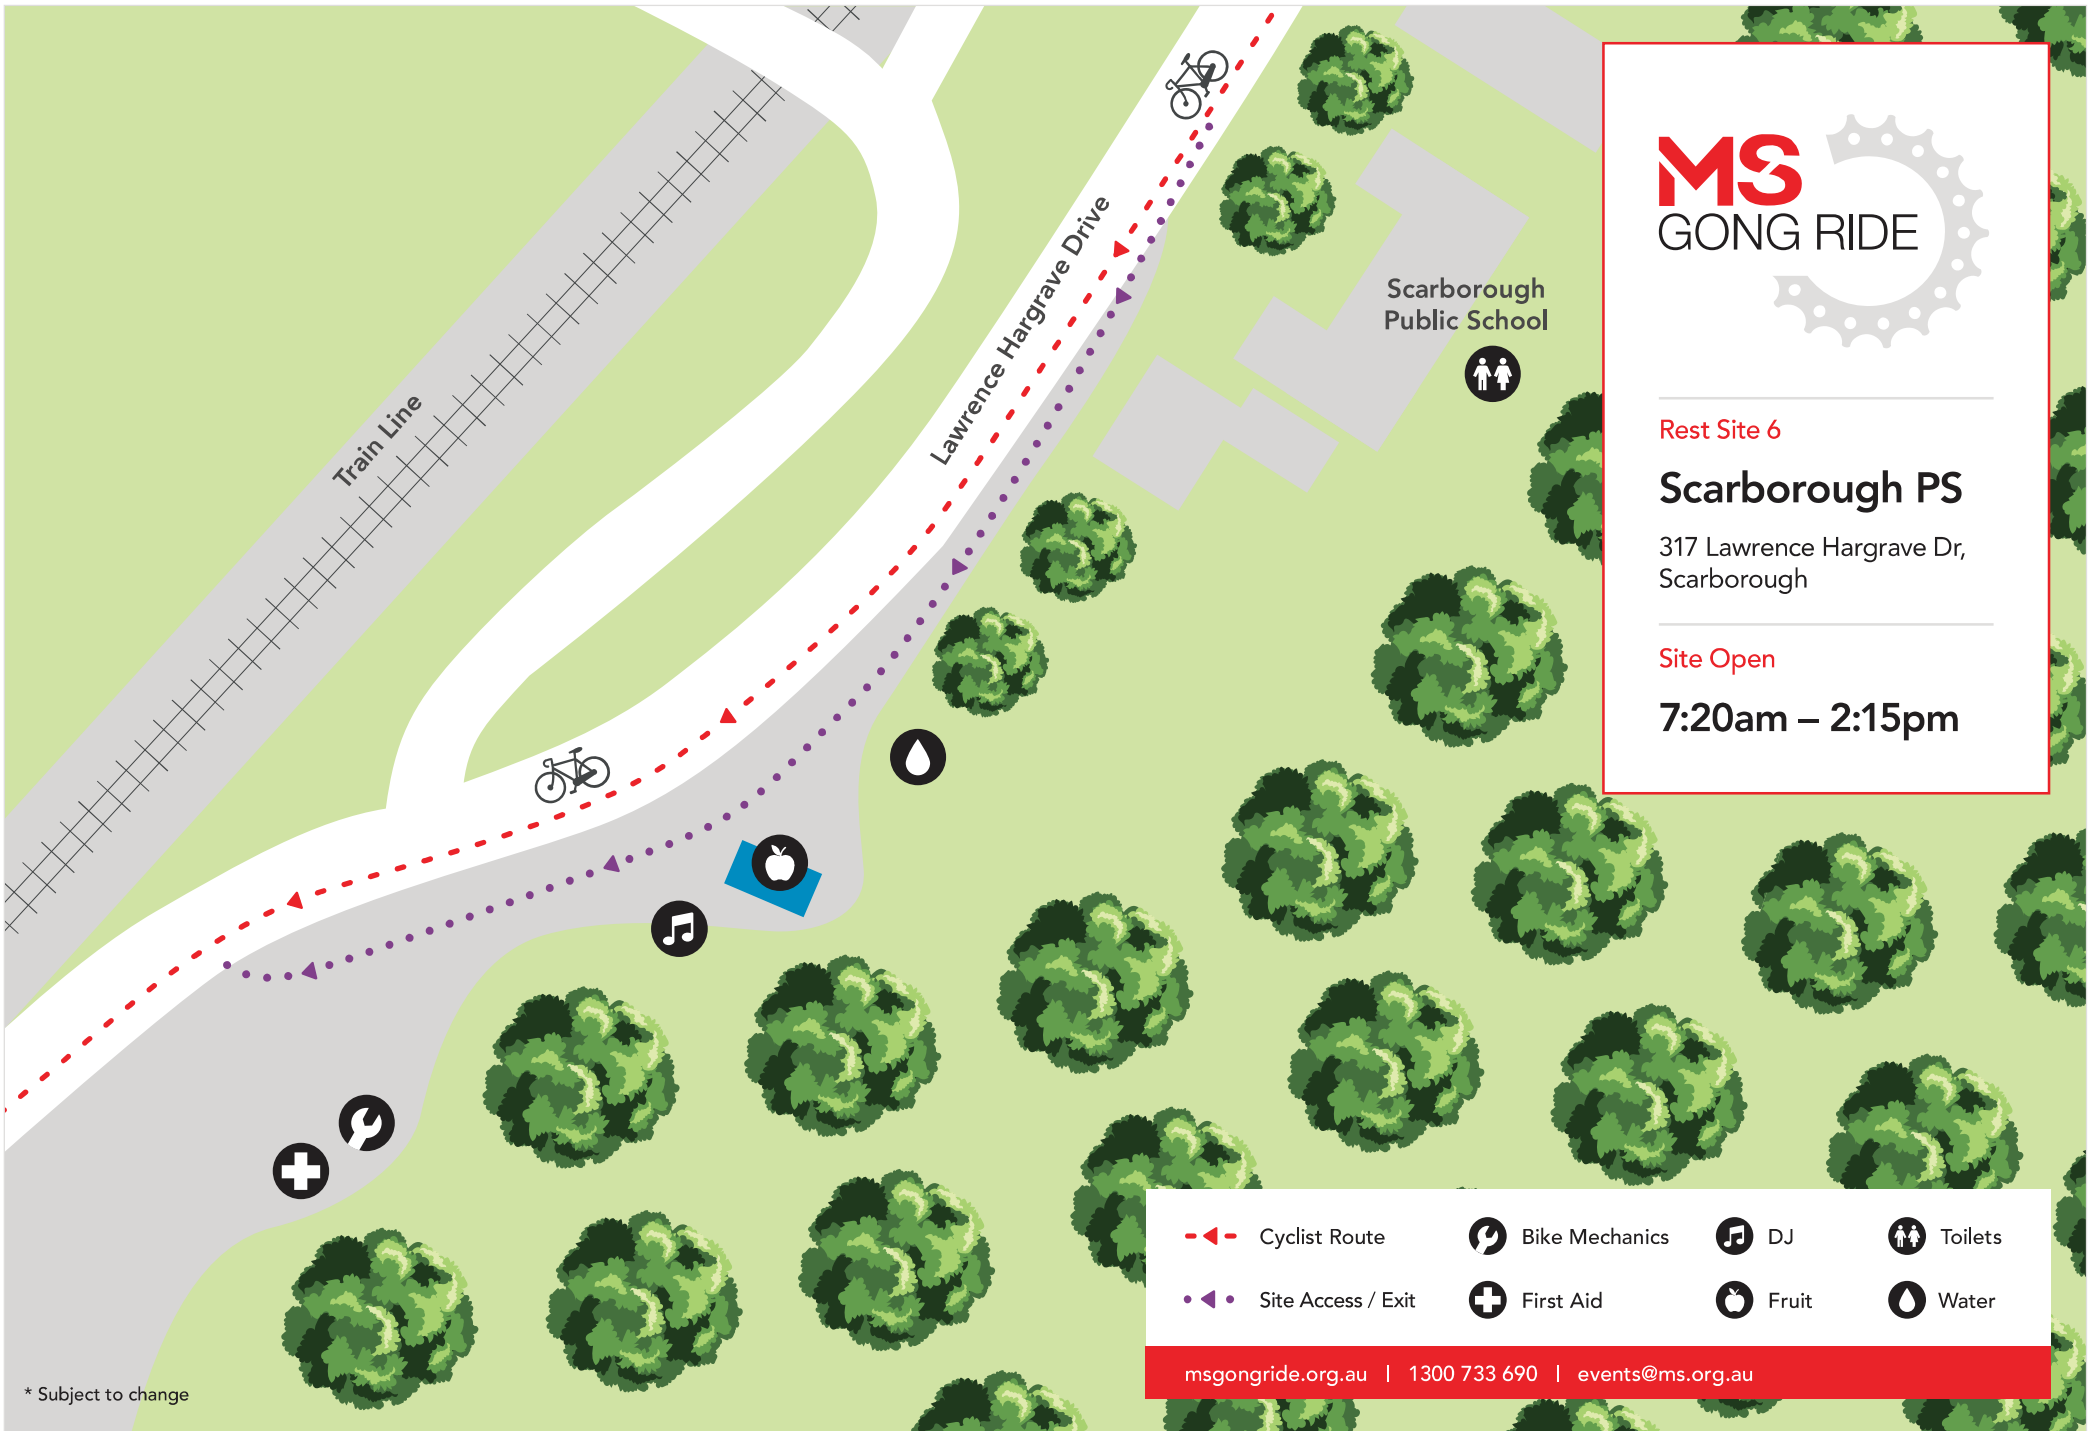 MS
GONG RIDE
Rest Site 6
Scarborough PS
317 Lawrence Hargrave Dr,
Scarborough
Site Open
7:20am – 2:15pm
Lawrence Hargrave Drive
Scarborough
Public School
Train Line
Cyclist Route
Bike Mechanics
DJ
Toilets
Site Access / Exit
First Aid
Fruit
Water
msgongride.org.au | 1300 733 690 | events@ms.org.au
* Subject to change